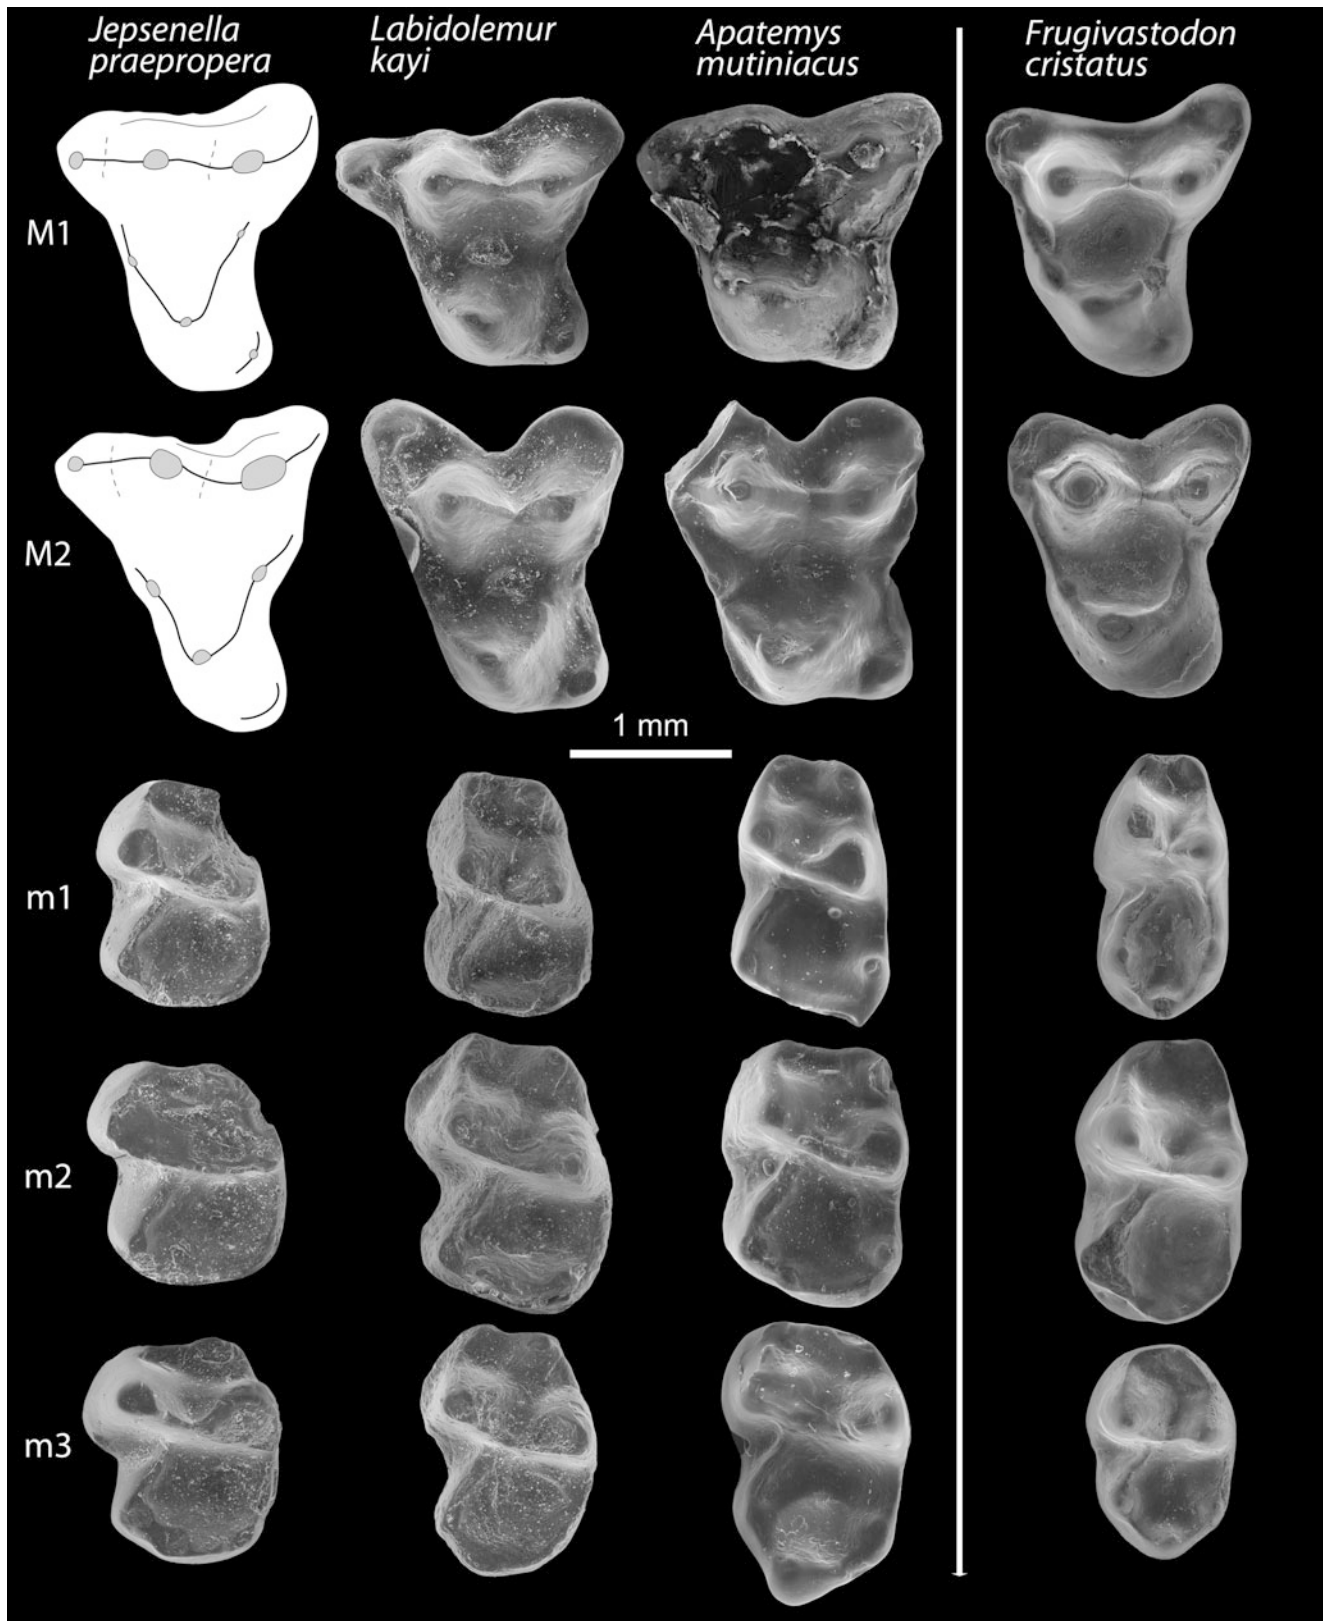 Jepsenella
praepropera
Labidolemur
kayi
Apatemys
mutiniacus
Frugivastodon
cristatus
M1
M2
1 mm
m1
m2
m3